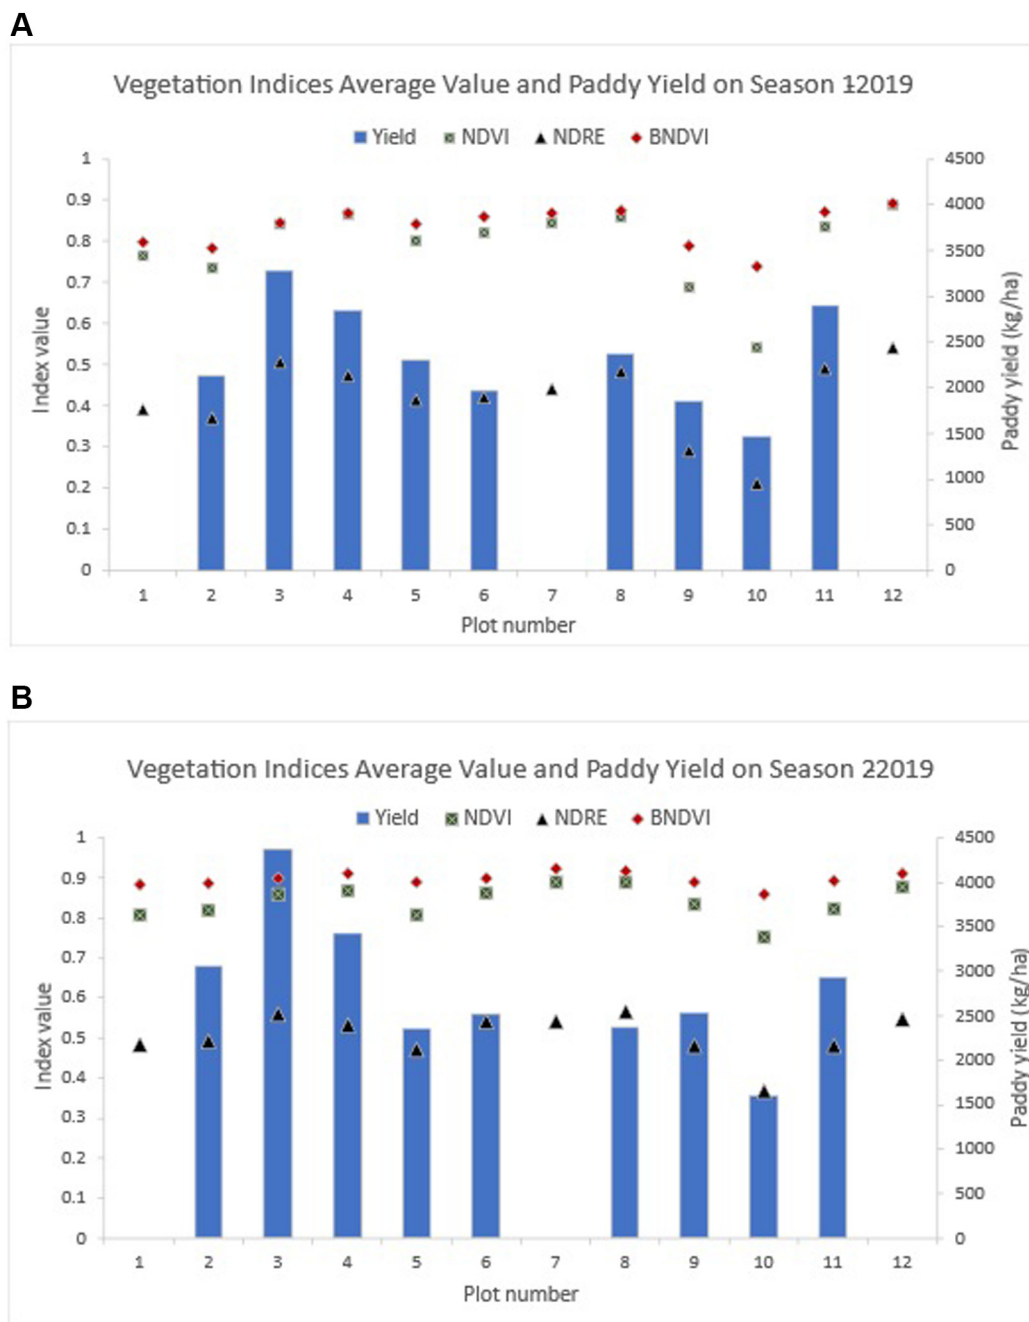 A
Vegetation Indices Average Value and Paddy Yield on Season 12019
Yield NDVI NDRE BNDVI
1 4500
0.9 4000
0.8 3500
0.7 3000
0.6 2500
0.5 2000
0.4 1500
0.3 1000
0.2 500
0.1 0
0
Index value
Paddy yield (kg/ha)
1 2 3 4 5 6 7 8 9 10 11 12
Plot number
B
Vegetation Indices Average Value and Paddy Yield on Season 22019
Yield NDVI NDRE BNDVI
1 4500
0.9 4000
0.8 3500
0.7 3000
0.6 2500
0.5 2000
0.4 1500
0.3 1000
0.2 500
0.1 0
0
Index value
Paddy yield (kg/ha)
1 2 3 4 5 6 7 8 9 10 11 12
Plot number